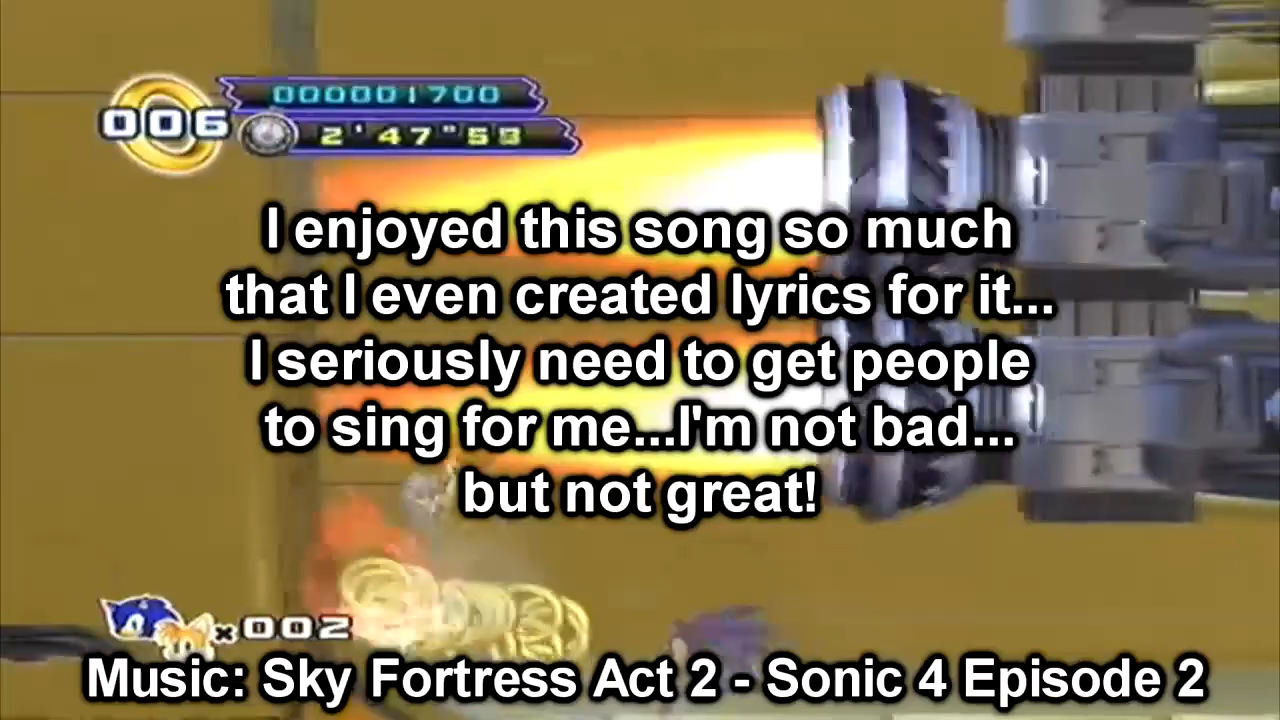 006
000001700
2'47"58
I enjoyed this song so much
that I even created lyrics for it...
I seriously need to get people
to sing for me...I'm not bad...
but not great!
x002
Music: Sky Fortress Act 2 - Sonic 4 Episode 2